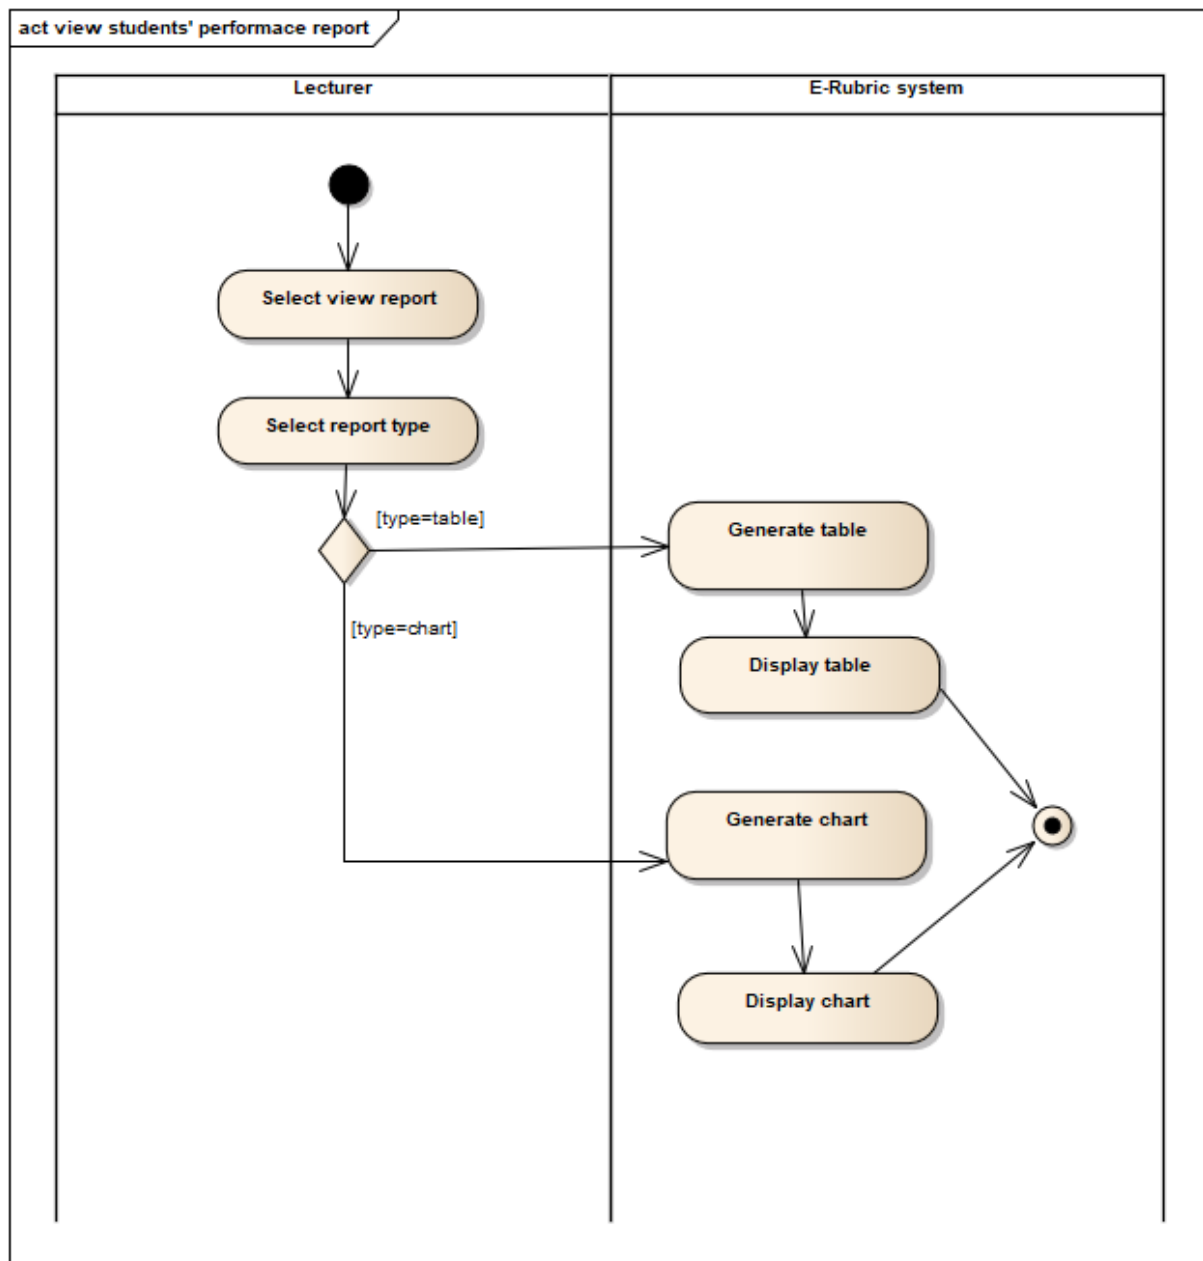 act view students' performace report
Lecturer
E-Rubric system
Select view report
Select report type
[type=table]
Generate table
[type=chart]
Display table
Generate chart
Display chart